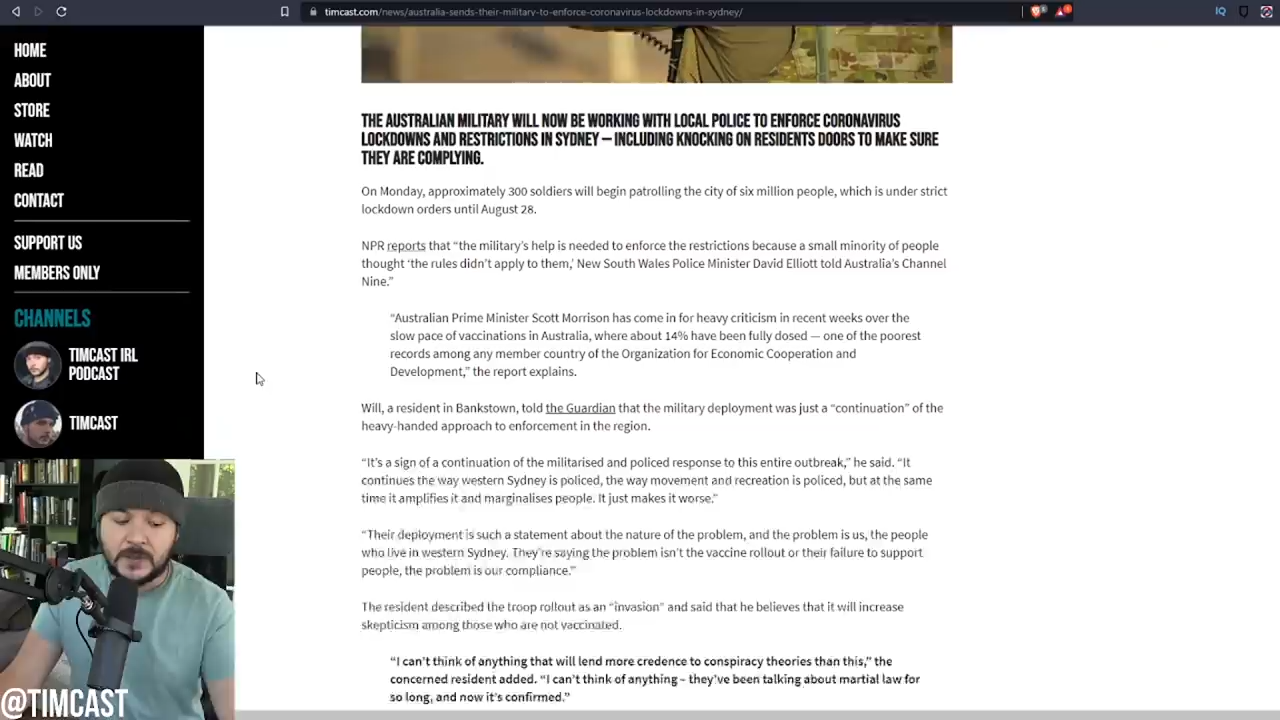 timcast.com/news/australia-sends-their-military-to-enforce-coronavirus-lockdowns-in-sydney/
IQ
HOME
ABOUT
STORE
WATCH
READ
CONTACT
SUPPORT US
MEMBERS ONLY
CHANNELS
TIMCAST IRL
PODCAST
TIMCAST
THE AUSTRALIAN MILITARY WILL NOW BE WORKING WITH LOCAL POLICE TO ENFORCE CORONAVIRUS
LOCKDOWNS AND RESTRICTIONS IN SYDNEY — INCLUDING KNOCKING ON RESIDENTS DOORS TO MAKE SURE
THEY ARE COMPLYING.
On Monday, approximately 300 soldiers will begin patrolling the city of six million people, which is under strict
lockdown orders until August 28.
NPR reports that “the military’s help is needed to enforce the restrictions because a small minority of people
thought ‘the rules didn’t apply to them,’ New South Wales Police Minister David Elliott told Australia’s Channel
Nine.”
“Australian Prime Minister Scott Morrison has come in for heavy criticism in recent weeks over the
slow pace of vaccinations in Australia, where about 14% have been fully dosed — one of the poorest
records among any member country of the Organization for Economic Cooperation and
Development,” the report explains.
Will, a resident in Bankstown, told the Guardian that the military deployment was just a “continuation” of the
heavy-handed approach to enforcement in the region.
“It’s a sign of a continuation of the militarised and policed response to this entire outbreak,” he said. “It
continues the way western Sydney is policed, the way movement and recreation is policed, but at the same
time it amplifies it and marginalises people. It just makes it worse.”
“Their deployment is such a statement about the nature of the problem, and the problem is us, the people
who live in western Sydney. They’re saying the problem isn’t the vaccine rollout or their failure to support
people, the problem is our compliance.”
The resident described the troop rollout as an “invasion” and said that he believes that it will increase
skepticism among those who are not vaccinated.
“I can’t think of anything that will lend more credence to conspiracy theories than this,” the
concerned resident added. “I can’t think of anything – they’ve been talking about martial law for
so long, and now it’s confirmed.”
@TIMCAST